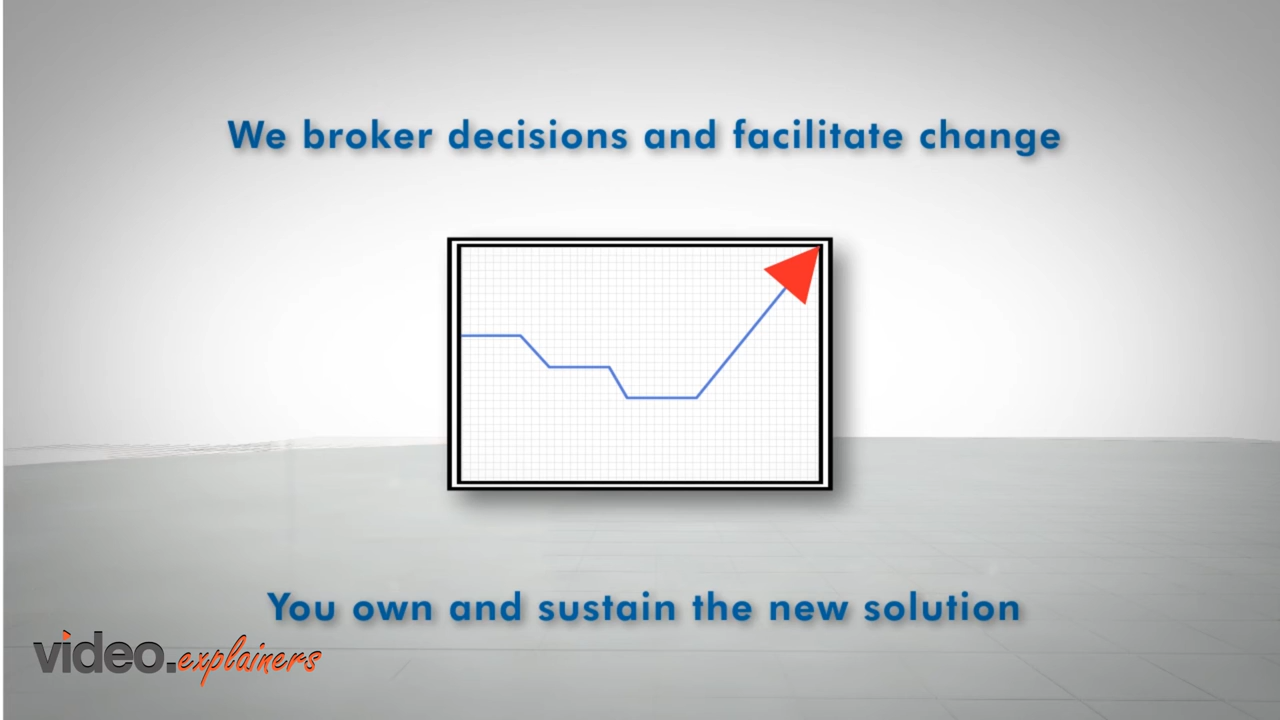 We broker decisions and facilitate change
You own and sustain the new solution
video.explainers